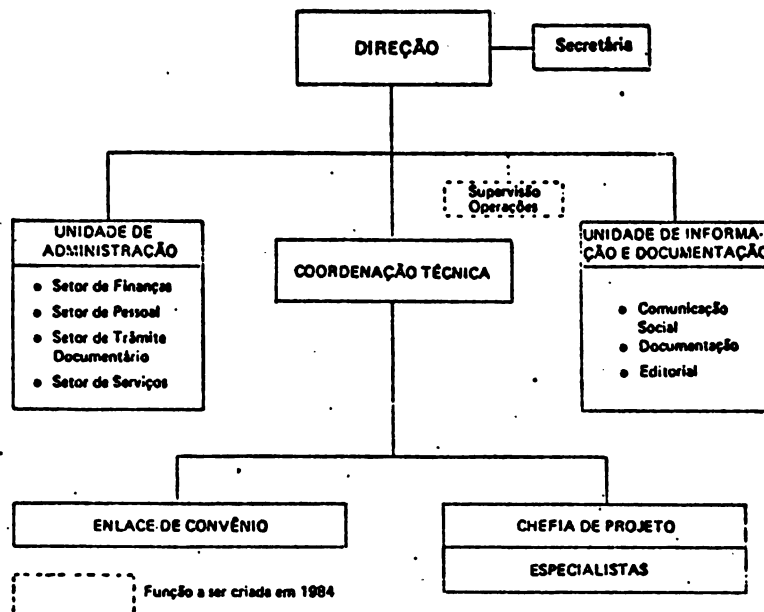 DIREÇÃO
Secretária
Supervisão
Operações
UNIDADE DE
ADMINISTRAÇÃO
• Setor de Finanças
• Setor de Pessoal
• Setor de Trâmite
Documentário
• Setor de Serviços
COORDENAÇÃO TÉCNICA
UNIDADE DE INFORMA-
ÇÃO E DOCUMENTAÇÃO
• Comunicação
Social
• Documentação
• Editorial
ENLACE DE CONVÊNIO
CHEFIA DE PROJETO
ESPECIALISTAS
Função a ser criada em 1984